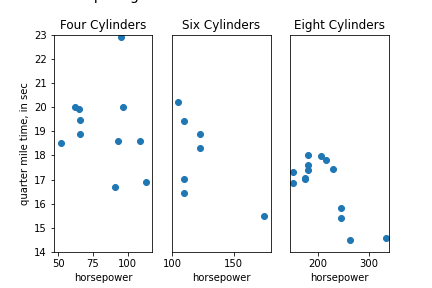 Four Cylinders
Six Cylinders
Eight Cylinders
quarter mile time, in sec
23
22
21
20
19
18
17
16
15
14
50
75
100
100
150
200
300
horsepower
horsepower
horsepower